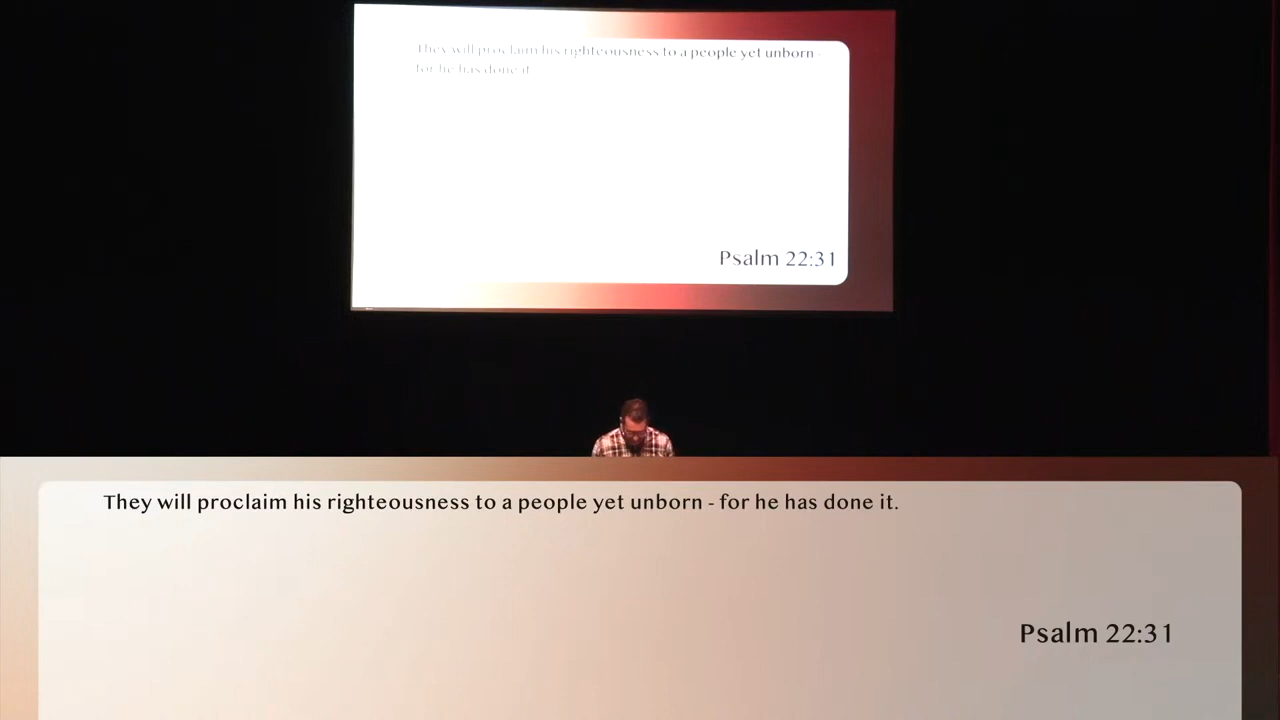 They will proclaim his righteousness to a people yet unborn -
for he has done it
Psalm 22:31
They will proclaim his righteousness to a people yet unborn - for he has done it.
Psalm 22:31